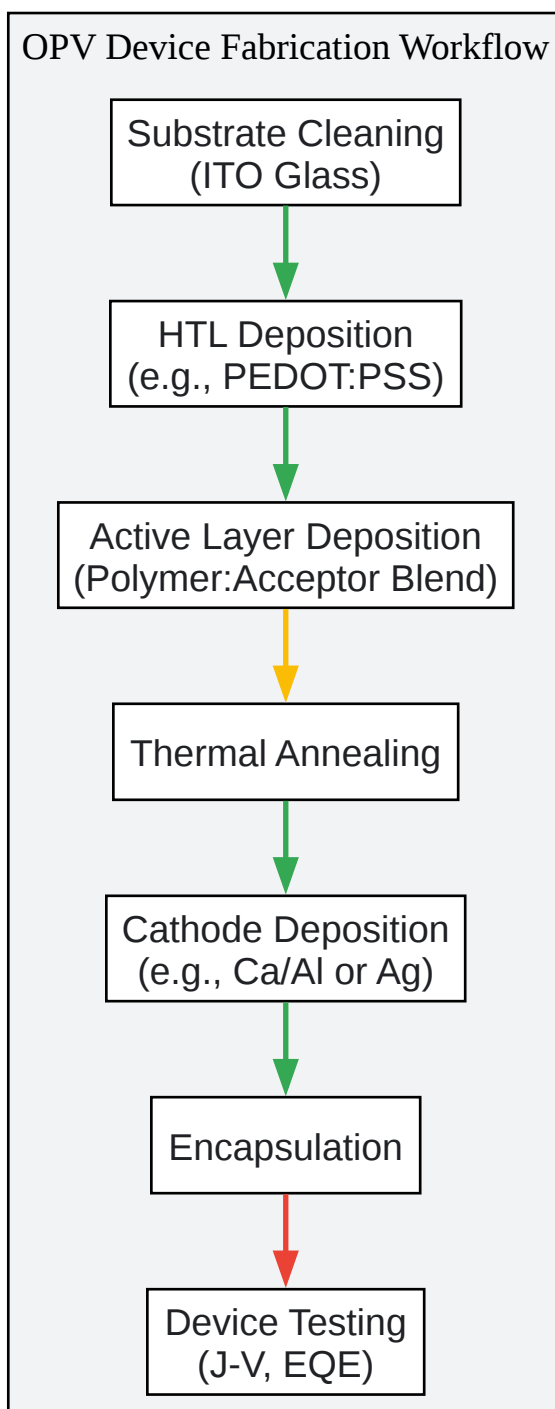 OPV Device Fabrication Workflow
Substrate Cleaning
(ITO Glass)
HTL Deposition
(e.g., PEDOT:PSS)
Active Layer Deposition
(Polymer:Acceptor Blend)
Thermal Annealing
Cathode Deposition
(e.g., Ca/Al or Ag)
Encapsulation
Device Testing
(J-V, EQE)